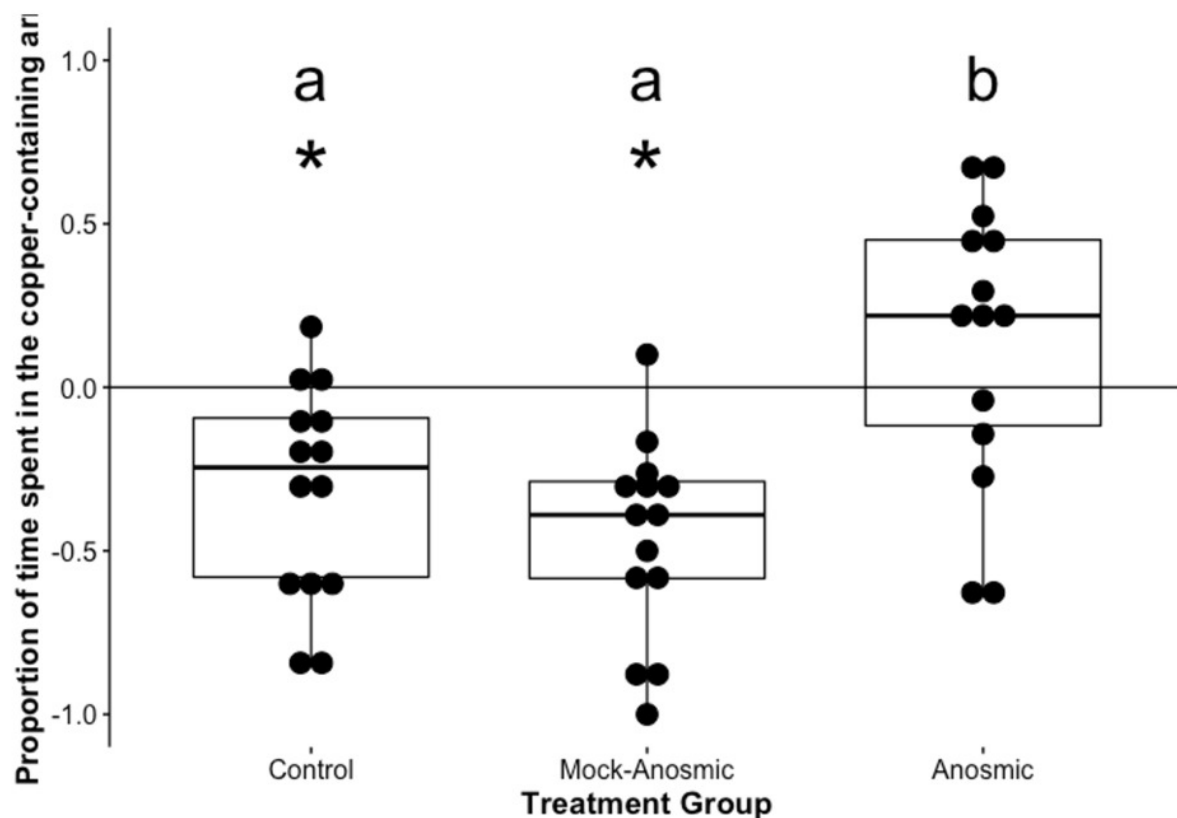 Proportion of time spent in the copper-containing
1.0
0.5
0.0
-0.5
-1.0
a
a
b
*
*
Control
Mock-Anosmic
Anosmic
Treatment Group